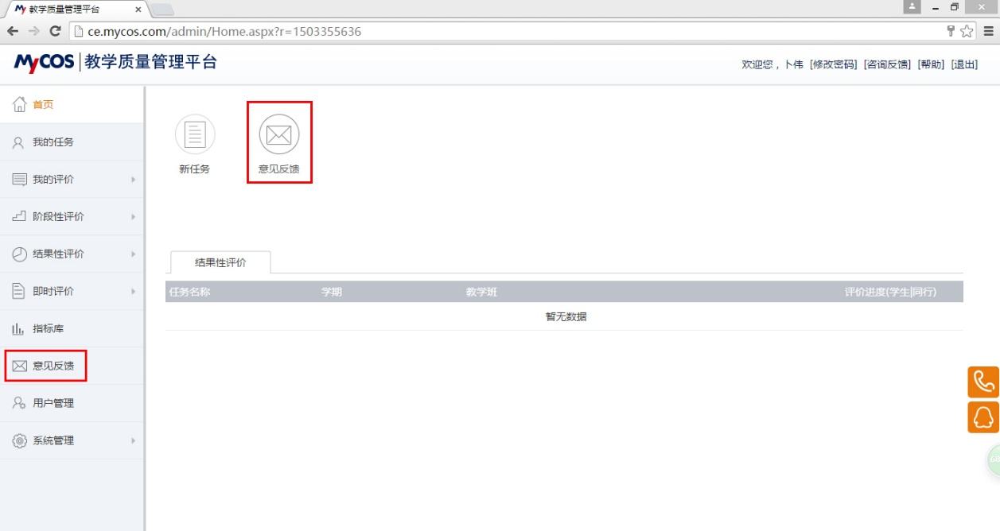 教学质量管理平台
ce.mycos.com/admin/Home.aspx?r=1503355636
MyCOS 教学质量管理平台
欢迎您，卜伟 [修改密码] [咨询反馈] [帮助] [退出]
首页
我的任务
我的评价
阶段性评价
结果性评价
即时评价
指标库
意见反馈
用户管理
系统管理
新任务
意见反馈
结果性评价
任务名称 学期 教学班 评价进度(学生|同行)
暂无数据